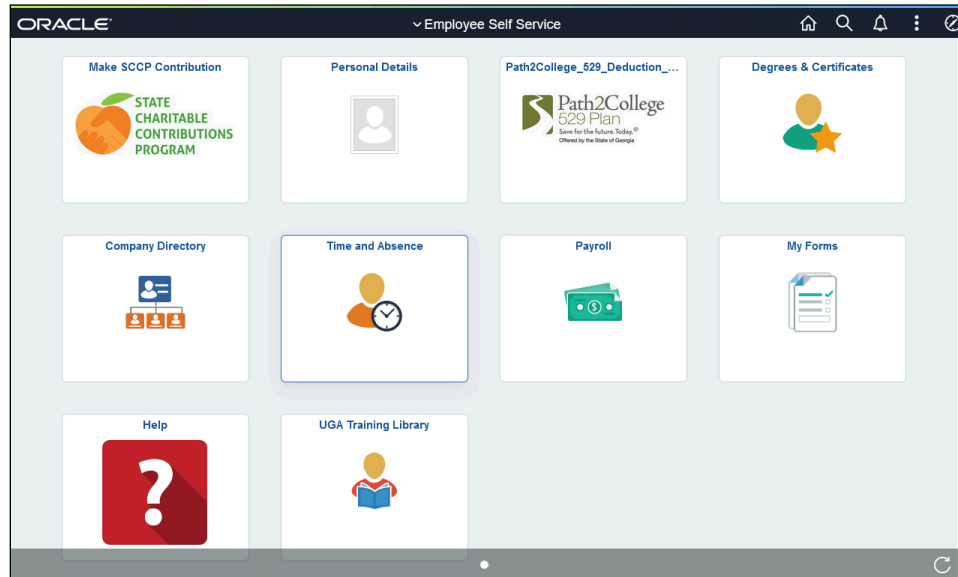 ORACLE
Employee Self Service
Make SCCP Contribution
STATE
CHARITABLE
CONTRIBUTIONS
PROGRAM
Personal Details
Path2College_529_Deduction_...
Path2College
529 Plan
Save for the future. Today.®
Offered by the State of Georgia
Degrees & Certificates
Company Directory
Time and Absence
Payroll
$
My Forms
Help
?
UGA Training Library